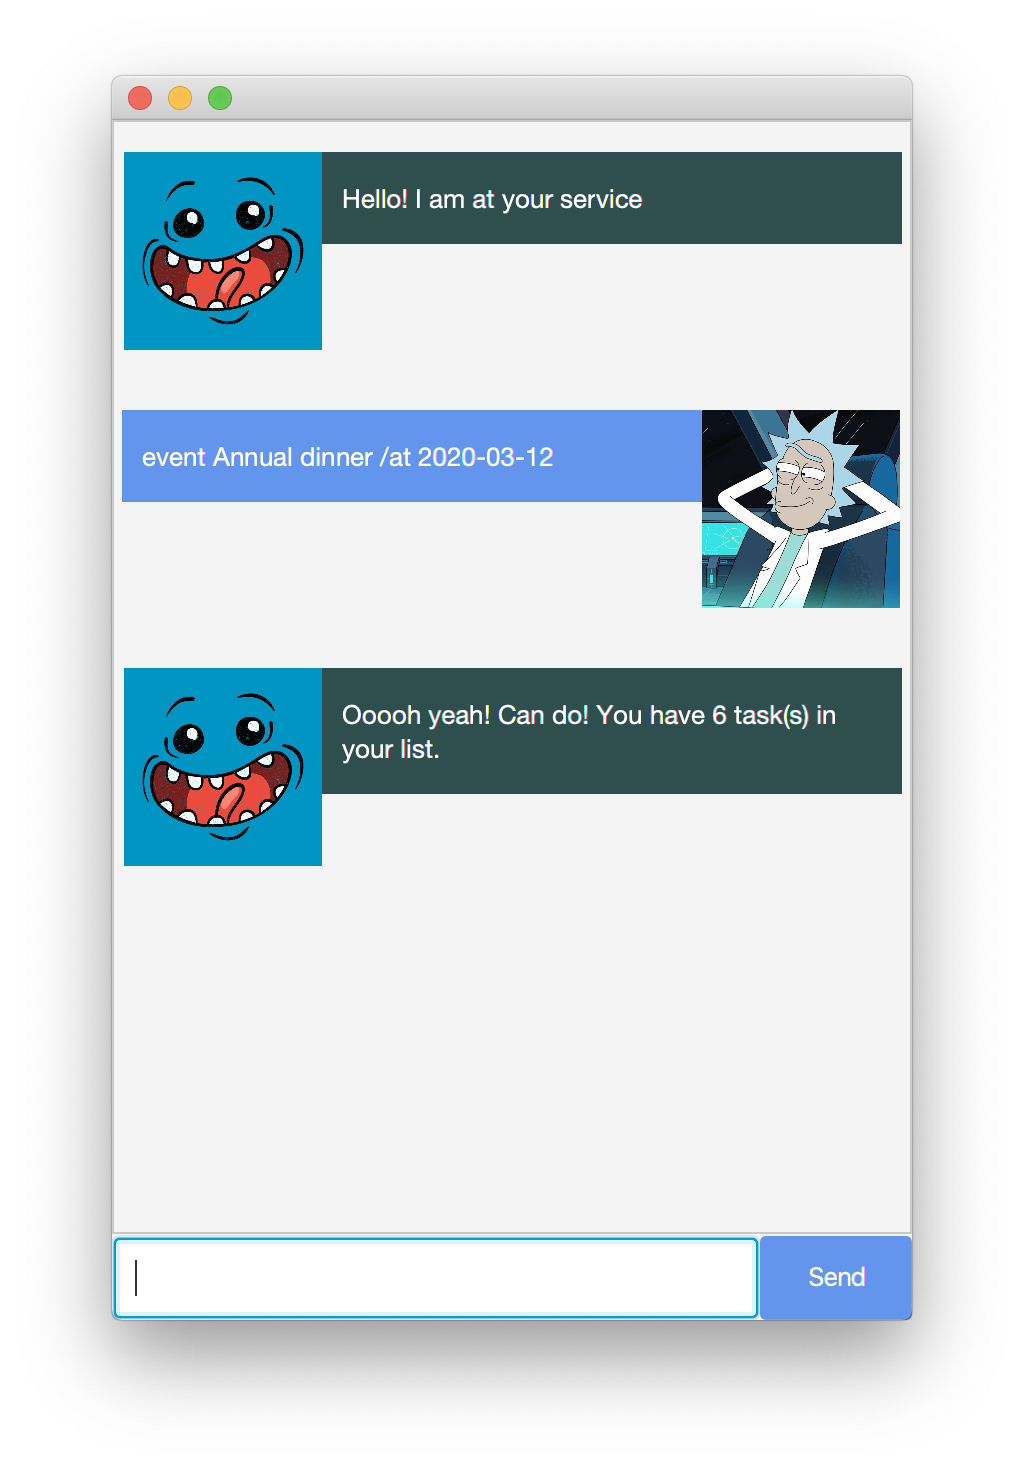 Hello! I am at your service
event Annual dinner /at 2020-03-12
Ooooh yeah! Can do! You have 6 task(s) in
your list.
Send